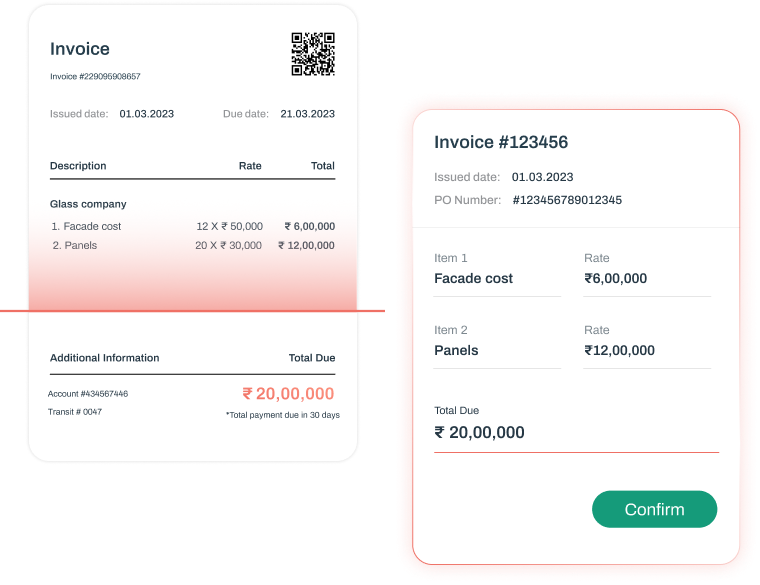 Invoice
Invoice #229095908657
Issued date: 01.03.2023 Due date: 21.03.2023
Description Rate Total
Glass company
1. Facade cost 12 X ₹ 50,000 ₹ 6,00,000
2. Panels 20 X ₹ 30,000 ₹ 12,00,000
Additional Information Total Due
Account #434567446 ₹ 20,00,000
Transit # 0047 *Total payment due in 30 days
Invoice #123456
Issued date: 01.03.2023
PO Number: #123456789012345
Item 1 Rate
Facade cost ₹6,00,000
Item 2 Rate
Panels ₹12,00,000
Total Due
₹ 20,00,000
Confirm